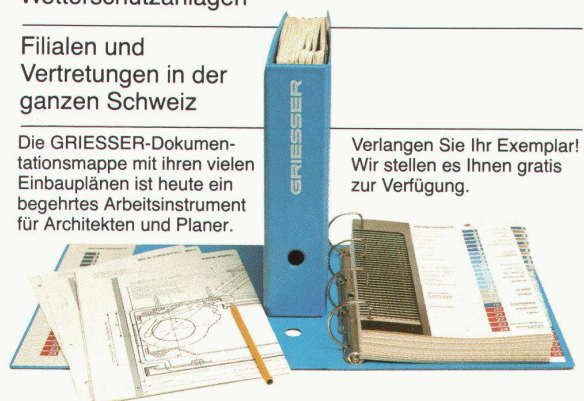 Wetterschutzanlagen
Filialen und
Vertretungen in der
ganzen Schweiz
Die GRIESSER-Dokumen-
tationsmappe mit ihren vielen
Einbauplänen ist heute ein
begehrtes Arbeitsinstrument
für Architekten und Planer.
GRIESSER
Verlangen Sie Ihr Exemplar!
Wir stellen es Ihnen gratis
zur Verfügung.